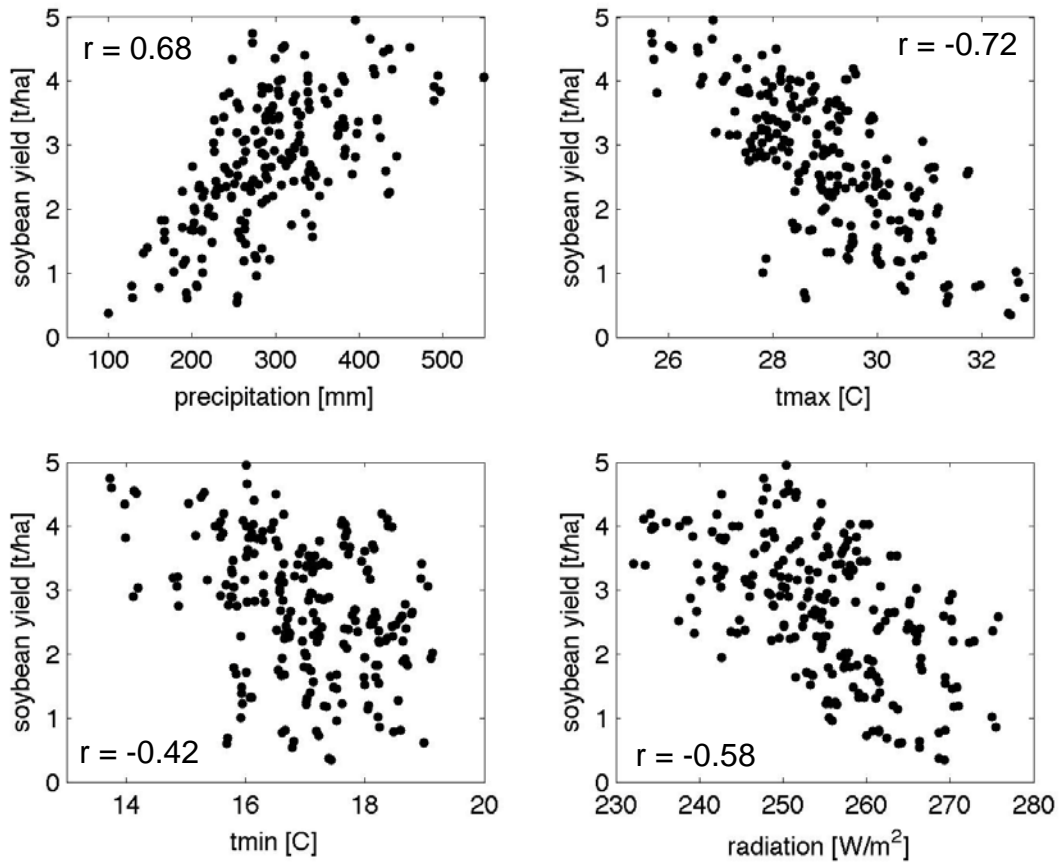 5
4
3
2
1
0
soybean yield [t/ha]
r = 0.68
100 200 300 400 500
precipitation [mm]
5
4
3
2
1
0
soybean yield [t/ha]
r = -0.72
26 28 30 32
tmax [C]
5
4
3
2
1
0
soybean yield [t/ha]
r = -0.42
14 16 18 20
tmin [C]
5
4
3
2
1
0
soybean yield [t/ha]
r = -0.58
230 240 250 260 270 280
radiation [W/m²]